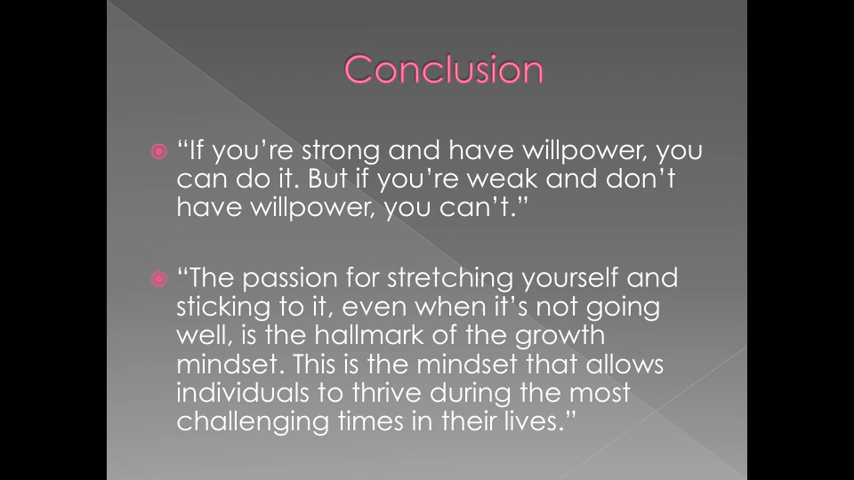 Conclusion
“If you’re strong and have willpower, you
can do it. But if you’re weak and don’t
have willpower, you can’t.”
“The passion for stretching yourself and
sticking to it, even when it’s not going
well, is the hallmark of the growth
mindset. This is the mindset that allows
individuals to thrive during the most
challenging times in their lives.”